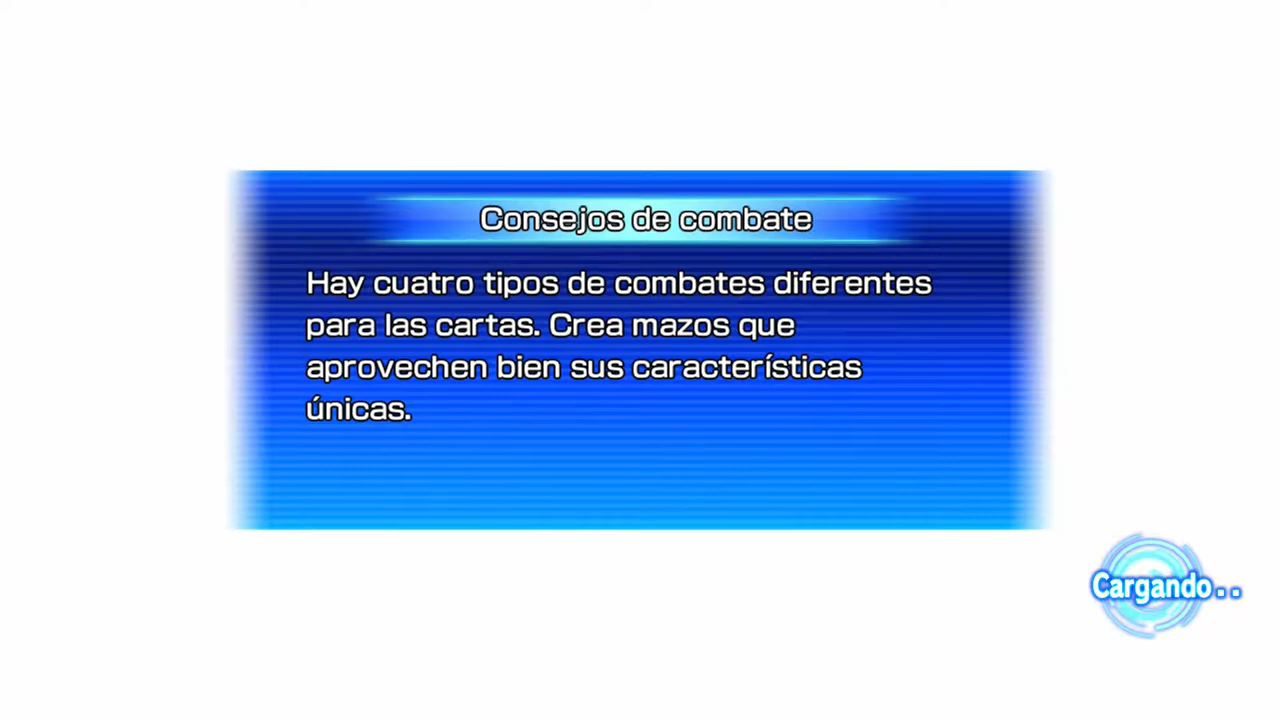 Consejos de combate
Hay cuatro tipos de combates diferentes
para las cartas. Crea mazos que
aprovechen bien sus características
únicas.
Cargando..